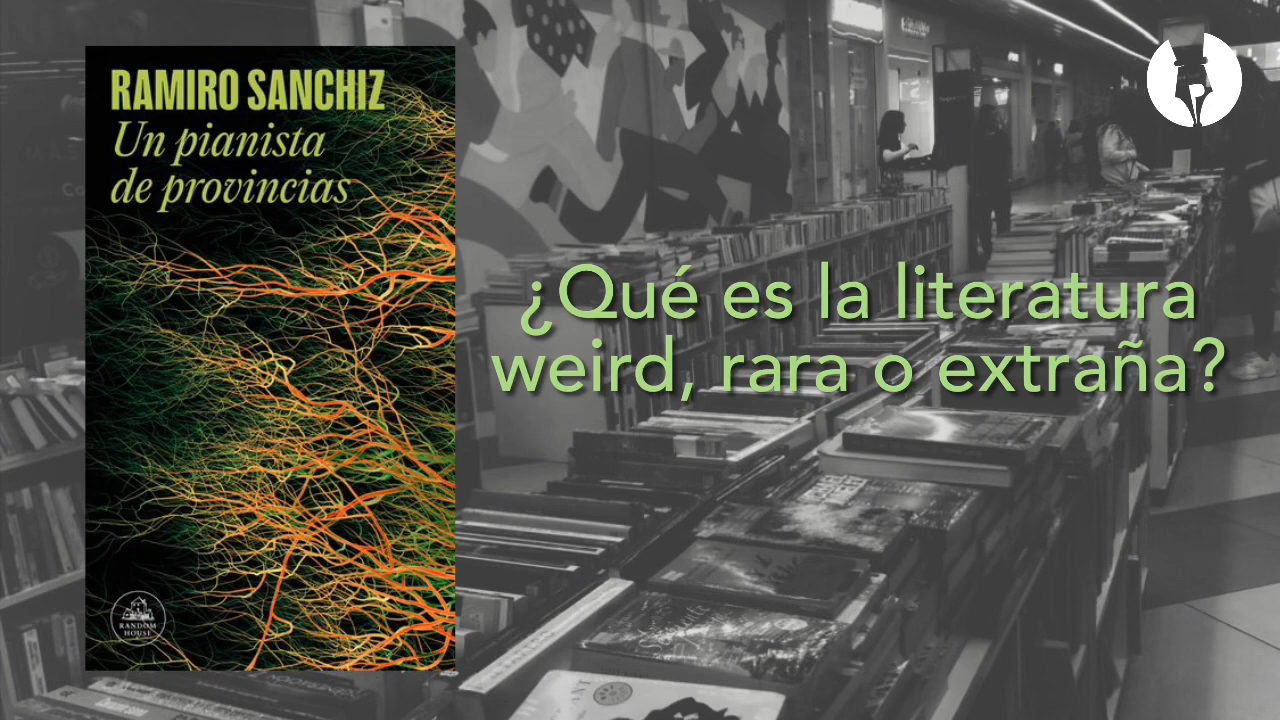 RAMIRO SANCHIZ
Un pianista
de provincias
RANDOM
HOUSE
¿Qué es la literatura
weird, rara o extraña?